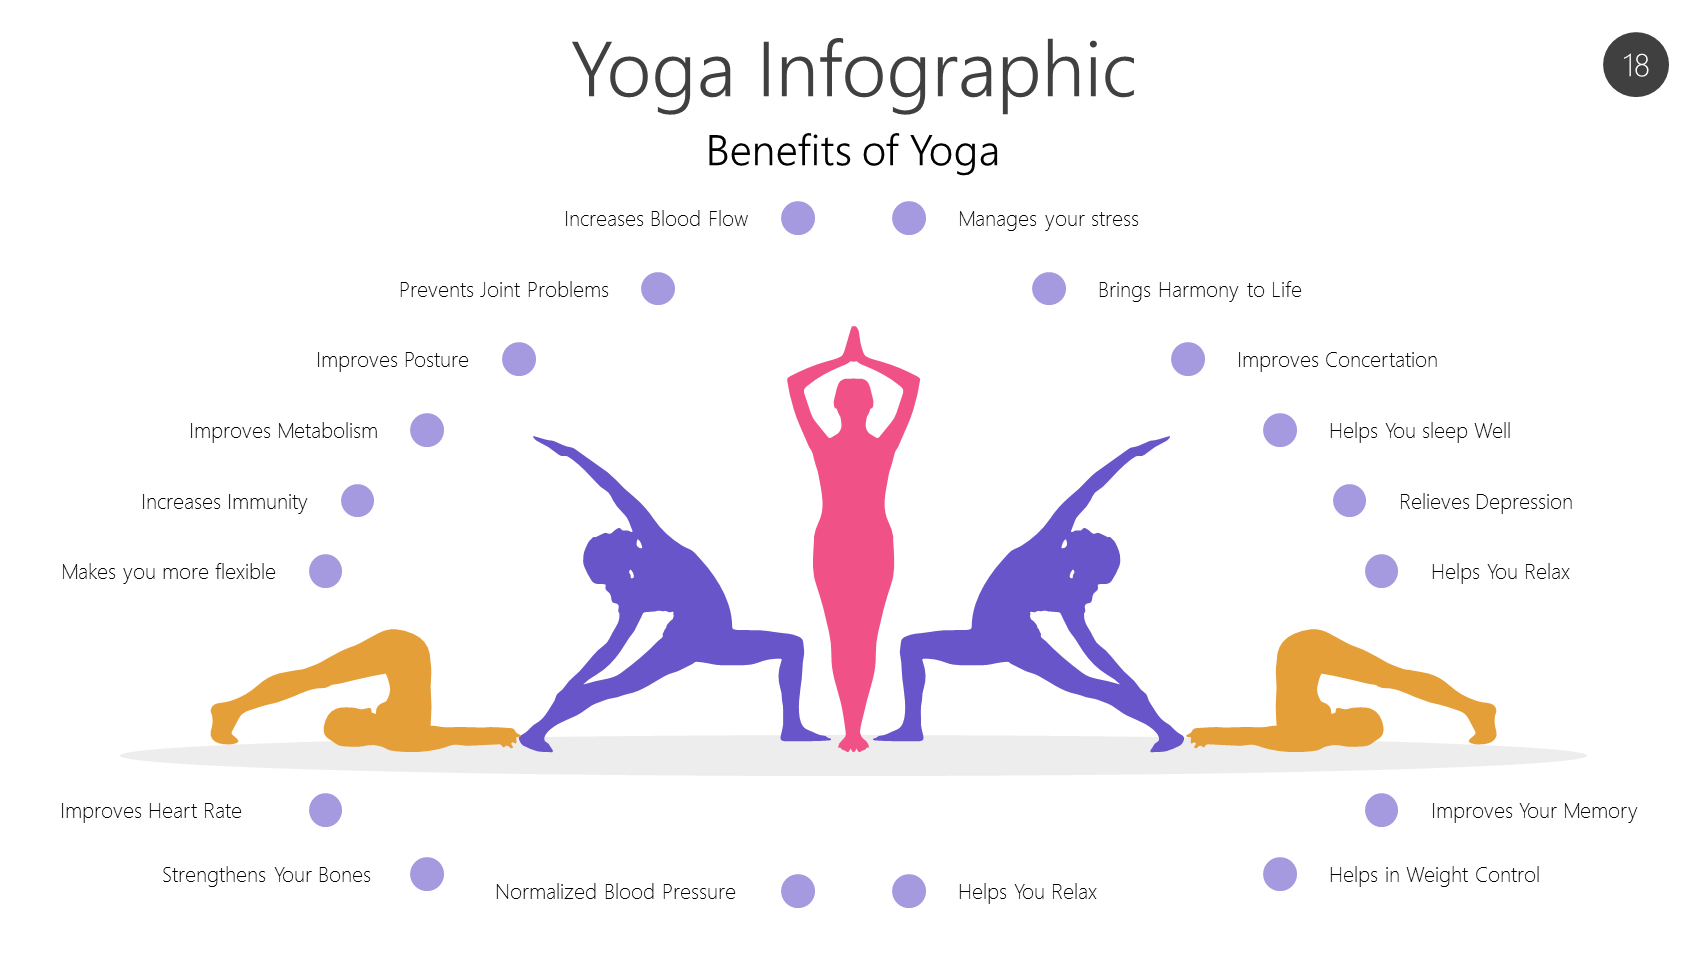 Yoga Infographic
18
Benefits of Yoga
Increases Blood Flow
Manages your stress
Prevents Joint Problems
Brings Harmony to Life
Improves Posture
Improves Concertation
Improves Metabolism
Helps You sleep Well
Increases Immunity
Relieves Depression
Makes you more flexible
Helps You Relax
Improves Heart Rate
Improves Your Memory
Strengthens Your Bones
Helps in Weight Control
Normalized Blood Pressure
Helps You Relax